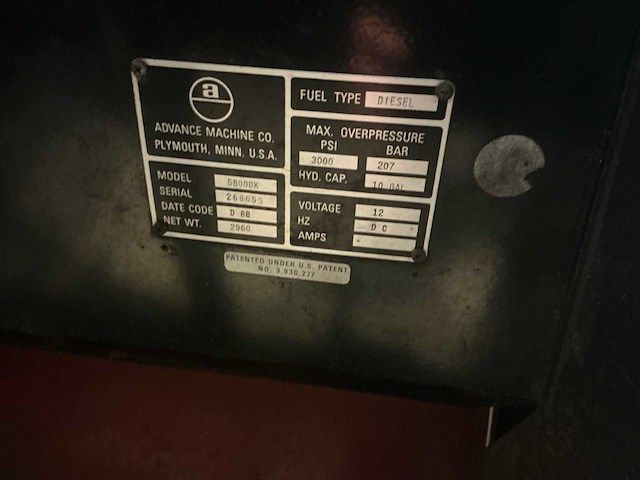 a
ADVANCE MACHINE CO.
PLYMOUTH, MINN. U.S.A.
MODEL 5800DK
SERIAL 268655
DATE CODE D 88
NET WT. 2960
FUEL TYPE DIESEL
MAX. OVERPRESSURE
PSI BAR
3000 207
HYD. CAP. 10 GAL
VOLTAGE 12
HZ DC
AMPS
PATENTED UNDER U.S. PATENT
NO. 3,930,277